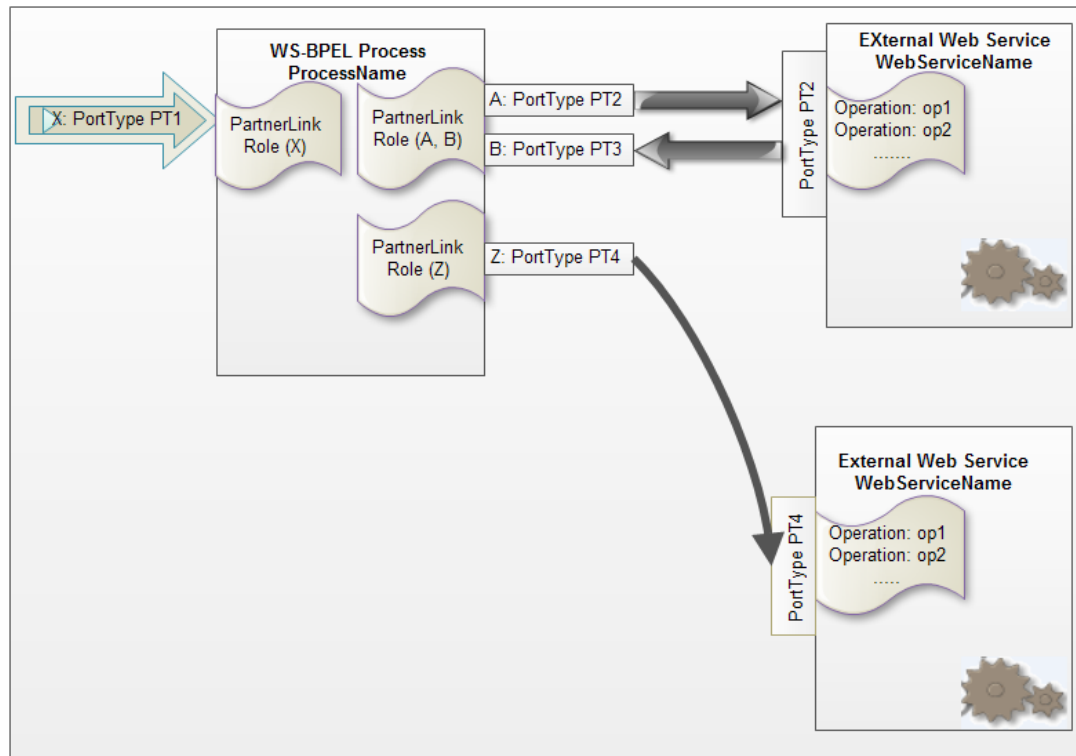 WS-BPEL Process
ProcessName
X: PortType PT1
PartnerLink
Role (X)
PartnerLink
Role (A, B)
A: PortType PT2
B: PortType PT3
PartnerLink
Role (Z)
Z: PortType PT4
PortType PT2
EXternal Web Service
WebServiceName
Operation: op1
Operation: op2
.......
PortType PT4
External Web Service
WebServiceName
Operation: op1
Operation: op2
.....